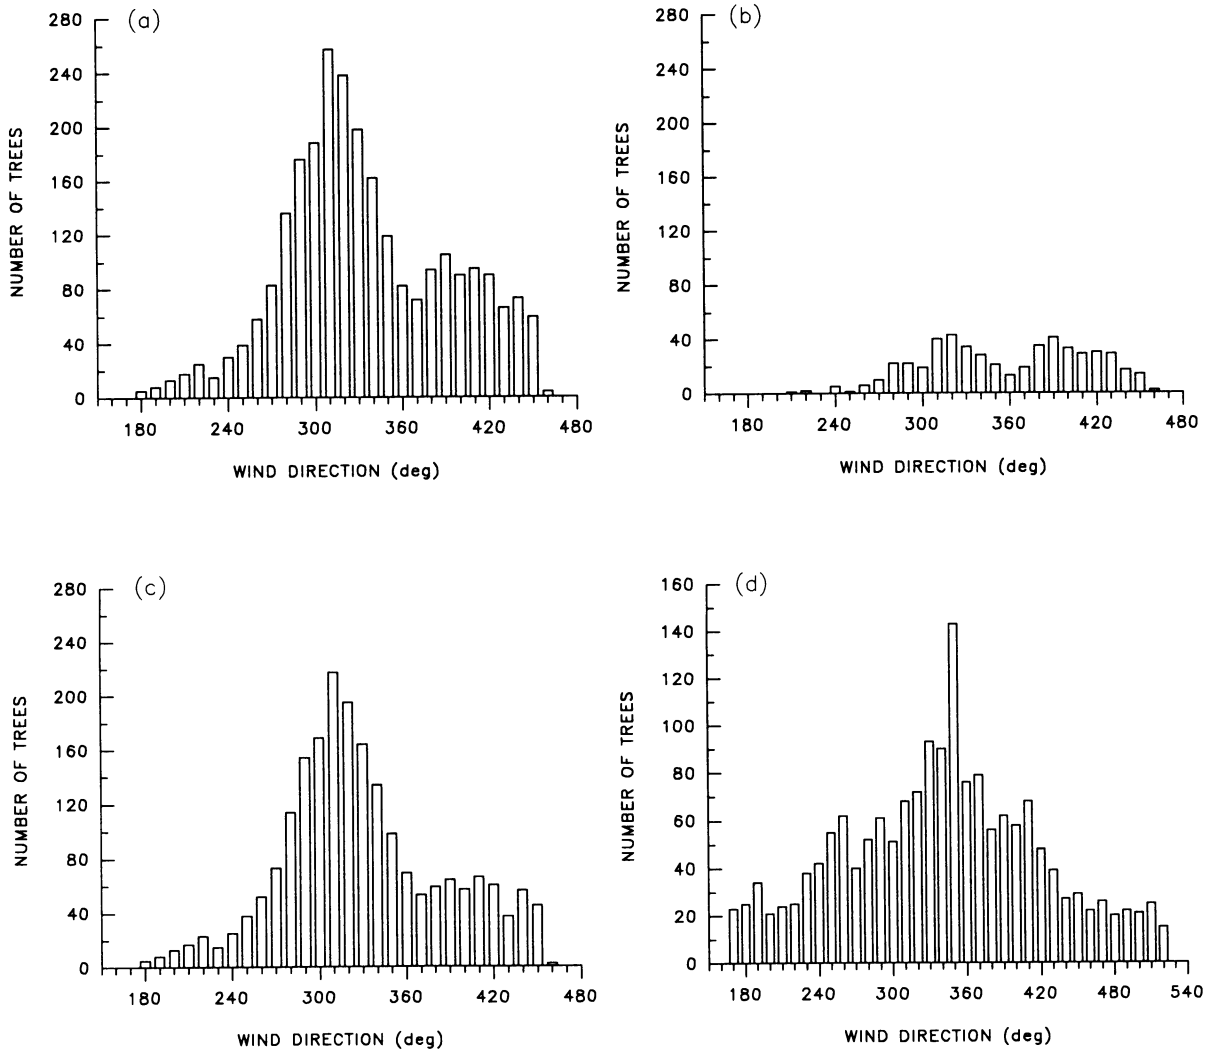 (a)
280
240
200
160
120
80
40
0
NUMBER OF TREES
180 240 300 360 420 480
WIND DIRECTION (deg)
(b)
280
240
200
160
120
80
40
0
NUMBER OF TREES
180 240 300 360 420 480
WIND DIRECTION (deg)
(c)
280
240
200
160
120
80
40
0
NUMBER OF TREES
180 240 300 360 420 480
WIND DIRECTION (deg)
(d)
160
140
120
100
80
60
40
20
0
NUMBER OF TREES
180 240 300 360 420 480 540
WIND DIRECTION (deg)